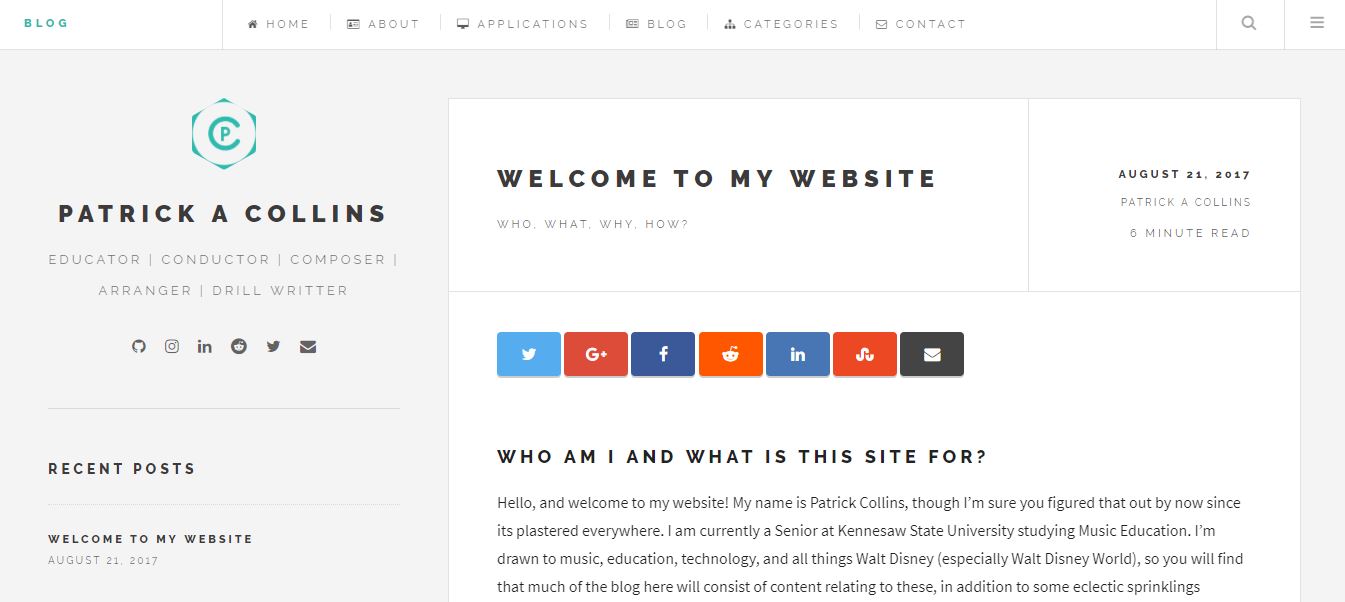 BLOG
HOME
ABOUT
APPLICATIONS
BLOG
CATEGORIES
CONTACT
CP
PATRICK A COLLINS
EDUCATOR | CONDUCTOR | COMPOSER |
ARRANGER | DRILL WRITTER
RECENT POSTS
WELCOME TO MY WEBSITE
AUGUST 21, 2017
WELCOME TO MY WEBSITE
WHO, WHAT, WHY, HOW?
AUGUST 21, 2017
PATRICK A COLLINS
6 MINUTE READ
WHO AM I AND WHAT IS THIS SITE FOR?
Hello, and welcome to my website! My name is Patrick Collins, though I’m sure you figured that out by now since
its plastered everywhere. I am currently a Senior at Kennesaw State University studying Music Education. I’m
drawn to music, education, technology, and all things Walt Disney (especially Walt Disney World), so you will find
that much of the blog here will consist of content relating to these, in addition to some eclectic sprinklings